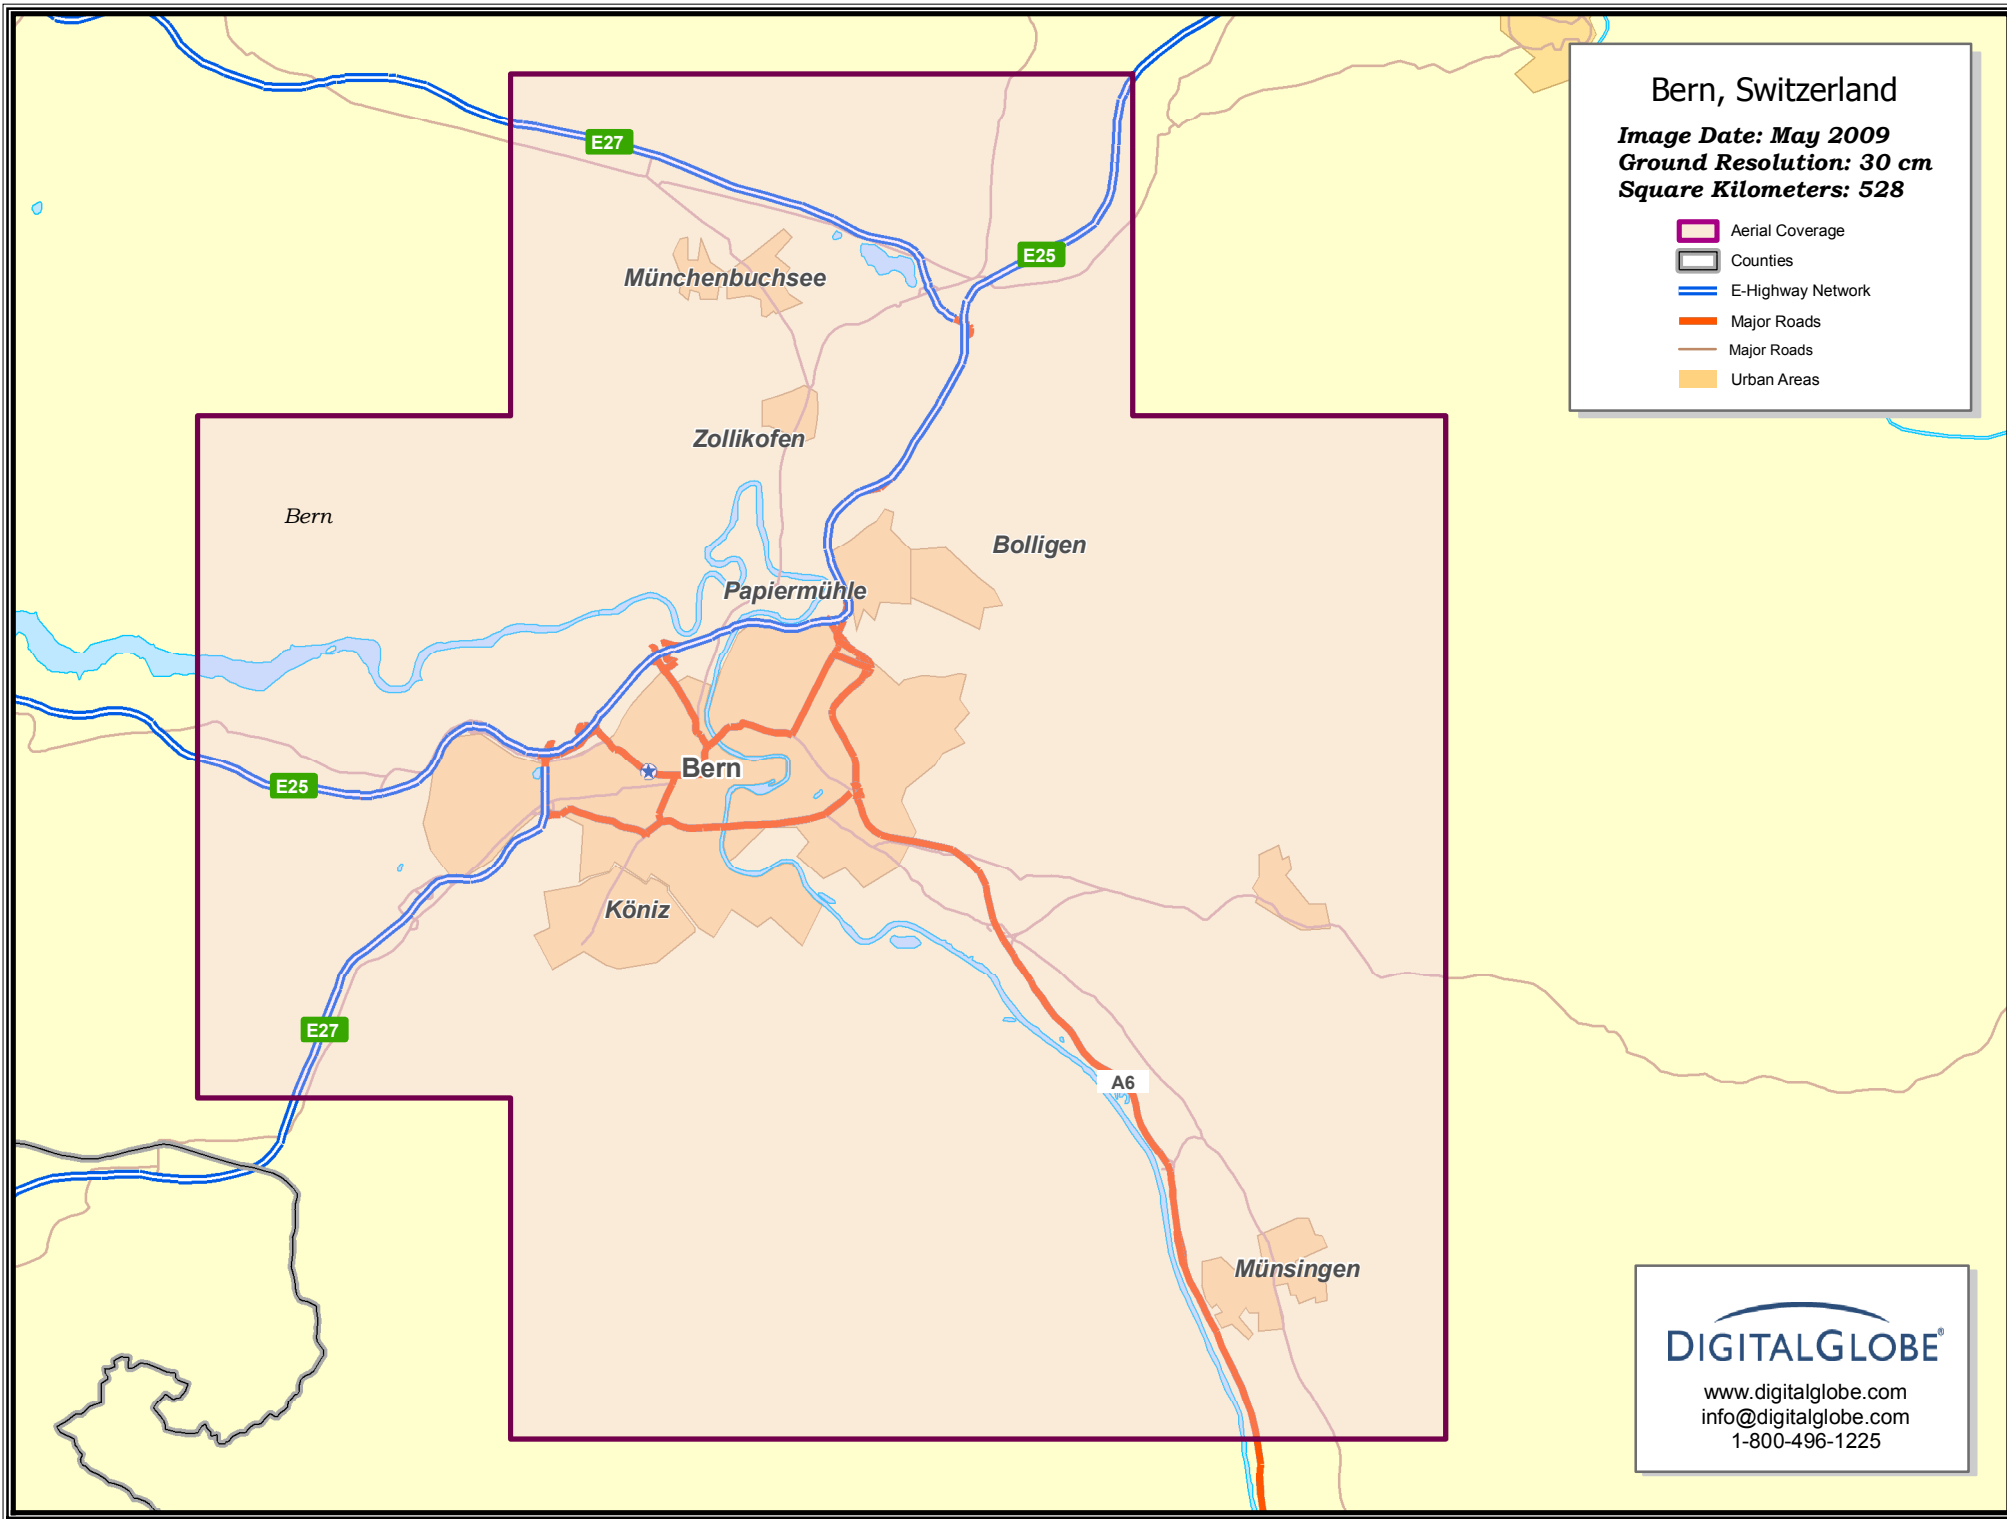 Bern, Switzerland
Image Date: May 2009
Ground Resolution: 30 cm
Square Kilometers: 528
Aerial Coverage
Counties
E-Highway Network
Major Roads
Major Roads
Urban Areas
E27
E25
Münchenbuchsee
Zollikofen
Bern
Bolligen
Papiermühle
Bern
E25
Köniz
E27
A6
Münsingen
DIGITALGLOBE®
www.digitalglobe.com
info@digitalglobe.com
1-800-496-1225